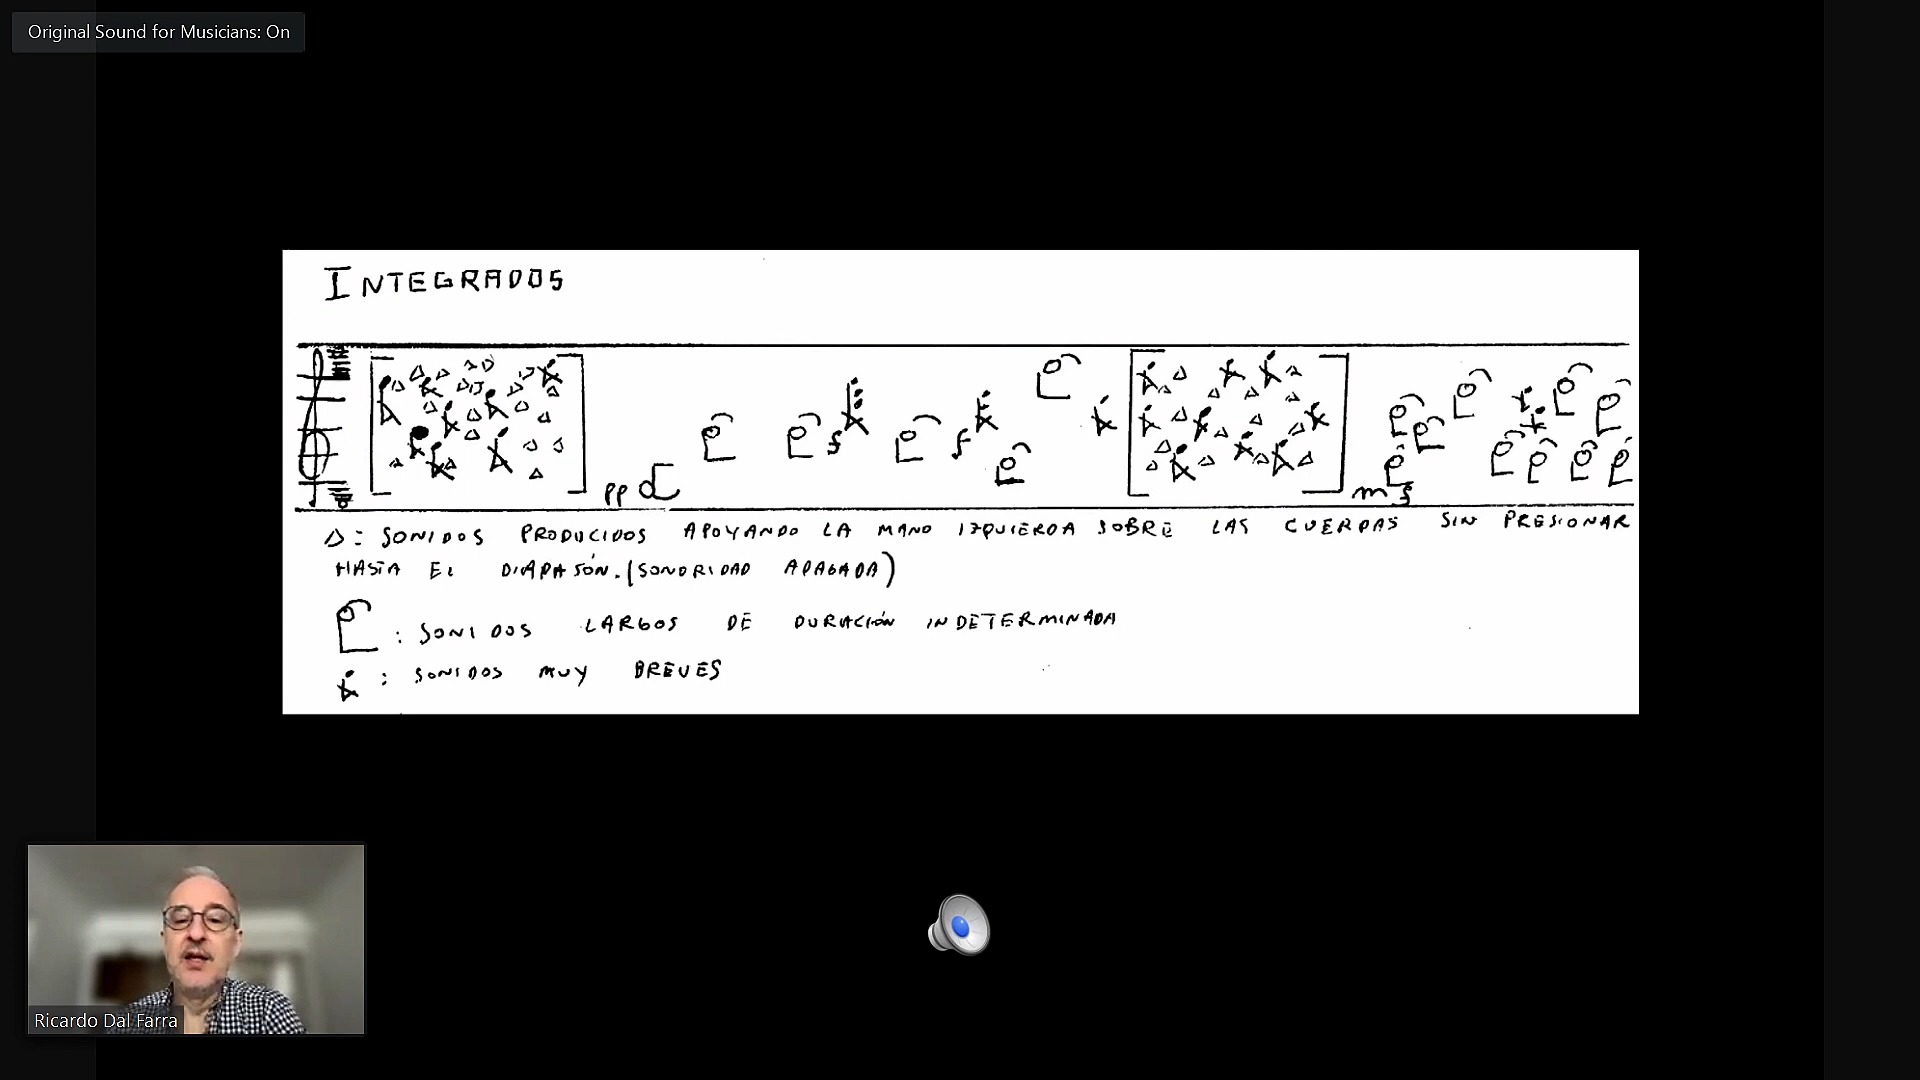 Original Sound for Musicians: On
INTEGRADOS
pp f f mf
Δ: SONIDOS PRODUCIDOS APOYANDO LA MANO IZQUIERDA SOBRE LAS CUERDAS SIN PRESIONAR
HASTA EL DIAPASÓN. (SONORIDAD APAGADA)
: SONIDOS LARGOS DE DURACIÓN INDETERMINADA
: SONIDOS MUY BREVES
Ricardo Dal Farra